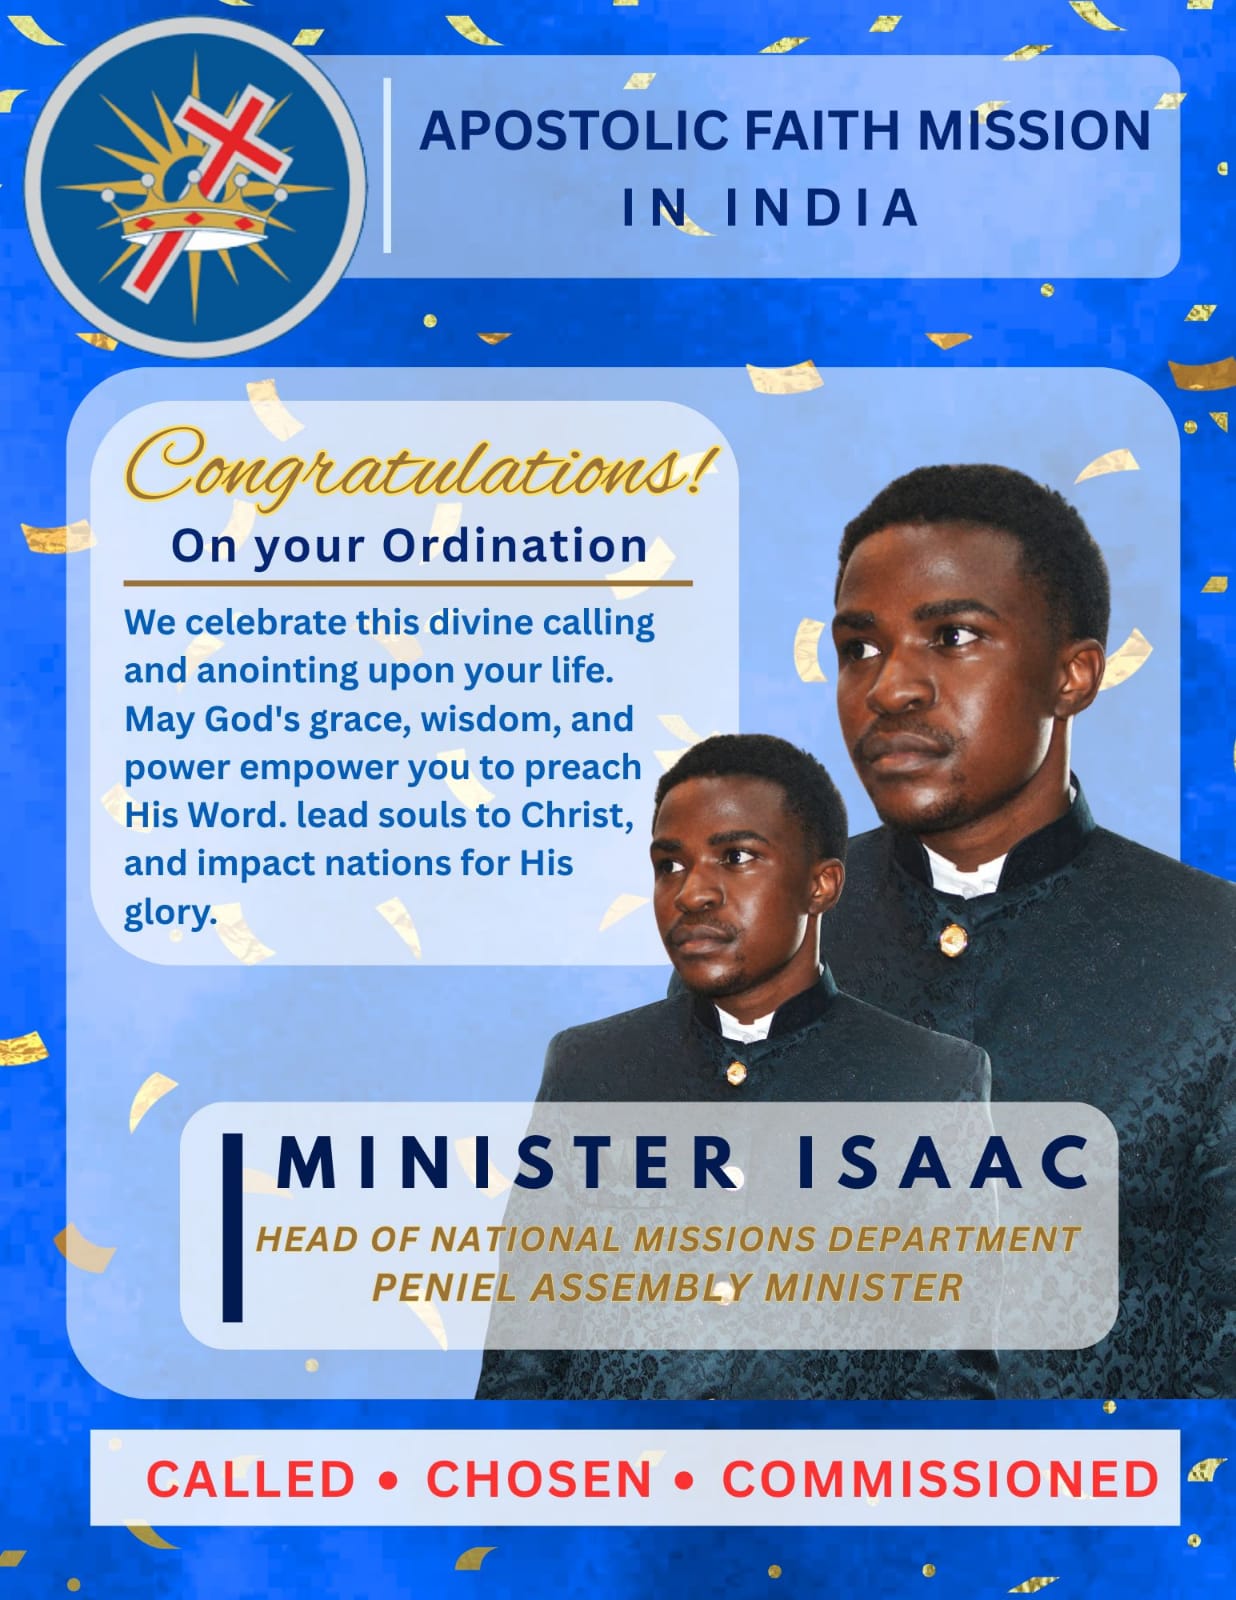 APOSTOLIC FAITH MISSION
IN INDIA
Congratulations!
On your Ordination
We celebrate this divine calling
and anointing upon your life.
May God's grace, wisdom, and
power empower you to preach
His Word. lead souls to Christ,
and impact nations for His
glory.
MINISTER ISAAC
HEAD OF NATIONAL MISSIONS DEPARTMENT
PENIEL ASSEMBLY MINISTER
CALLED • CHOSEN • COMMISSIONED